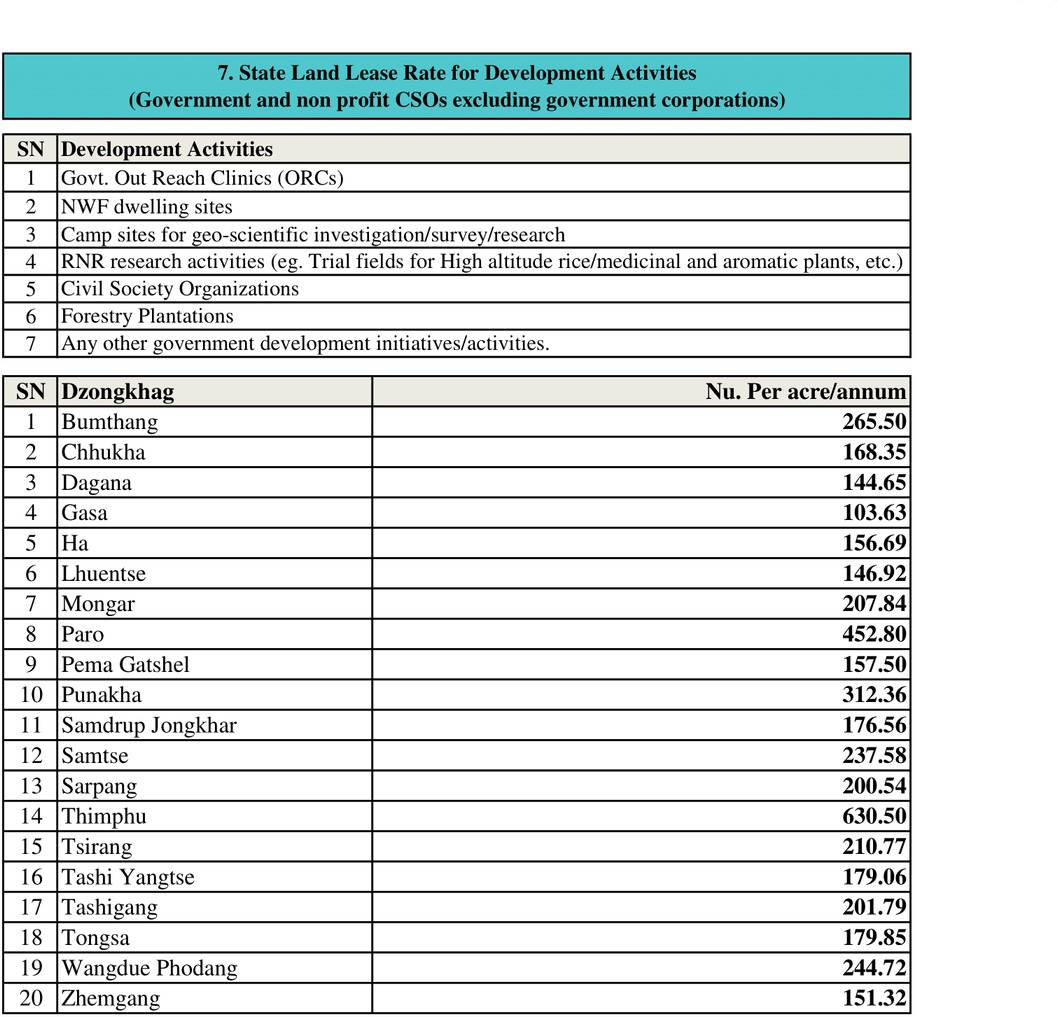 7. State Land Lease Rate for Development Activities
(Government and non profit CSOs excluding government corporations)
SN Development Activities
1 Govt. Out Reach Clinics (ORCs)
2 NWF dwelling sites
3 Camp sites for geo-scientific investigation/survey/research
4 RNR research activities (eg. Trial fields for High altitude rice/medicinal and aromatic plants, etc.)
5 Civil Society Organizations
6 Forestry Plantations
7 Any other government development initiatives/activities.
SN Dzongkhag Nu. Per acre/annum
1 Bumthang 265.50
2 Chhukha 168.35
3 Dagana 144.65
4 Gasa 103.63
5 Ha 156.69
6 Lhuentse 146.92
7 Mongar 207.84
8 Paro 452.80
9 Pema Gatshel 157.50
10 Punakha 312.36
11 Samdrup Jongkhar 176.56
12 Samtse 237.58
13 Sarpang 200.54
14 Thimphu 630.50
15 Tsirang 210.77
16 Tashi Yangtse 179.06
17 Tashigang 201.79
18 Tongsa 179.85
19 Wangdue Phodang 244.72
20 Zhemgang 151.32